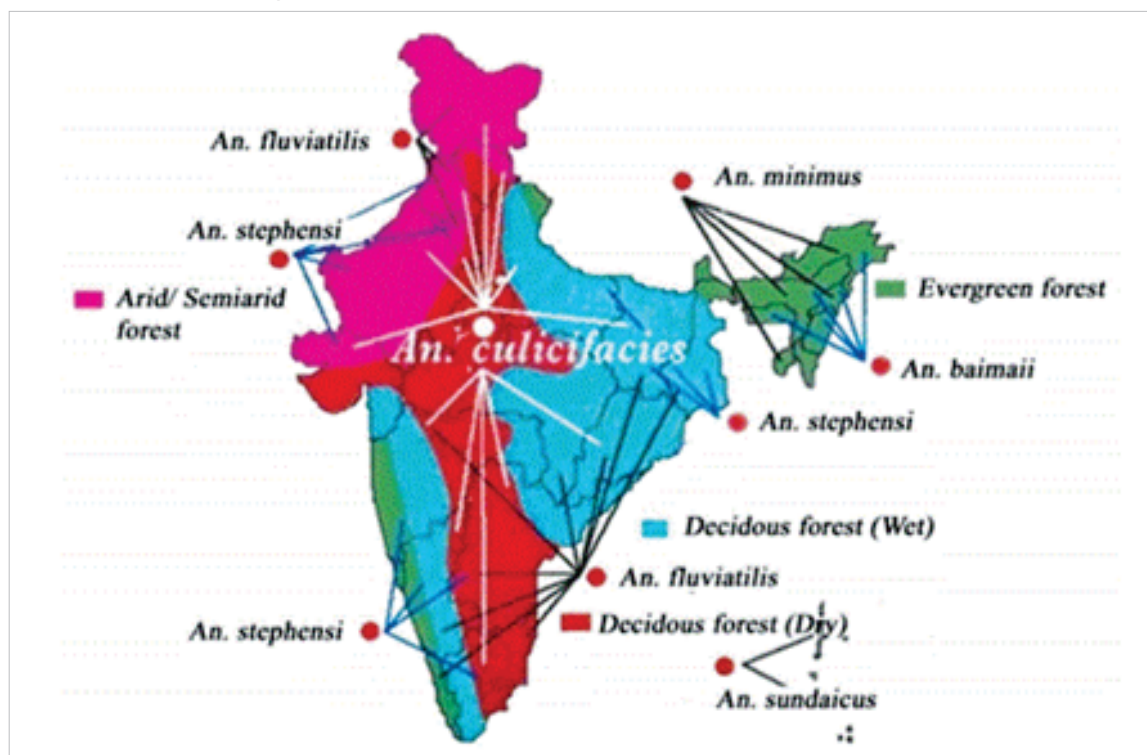 An. fluviatilis
An. minimus
An. stephensi
Arid/ Semiarid
forest
Evergreen forest
An. culicifacies
An. baimaii
An. stephensi
Decidous forest (Wet)
An. fluviatilis
An. stephensi
Decidous forest (Dry)
An. sundaicus